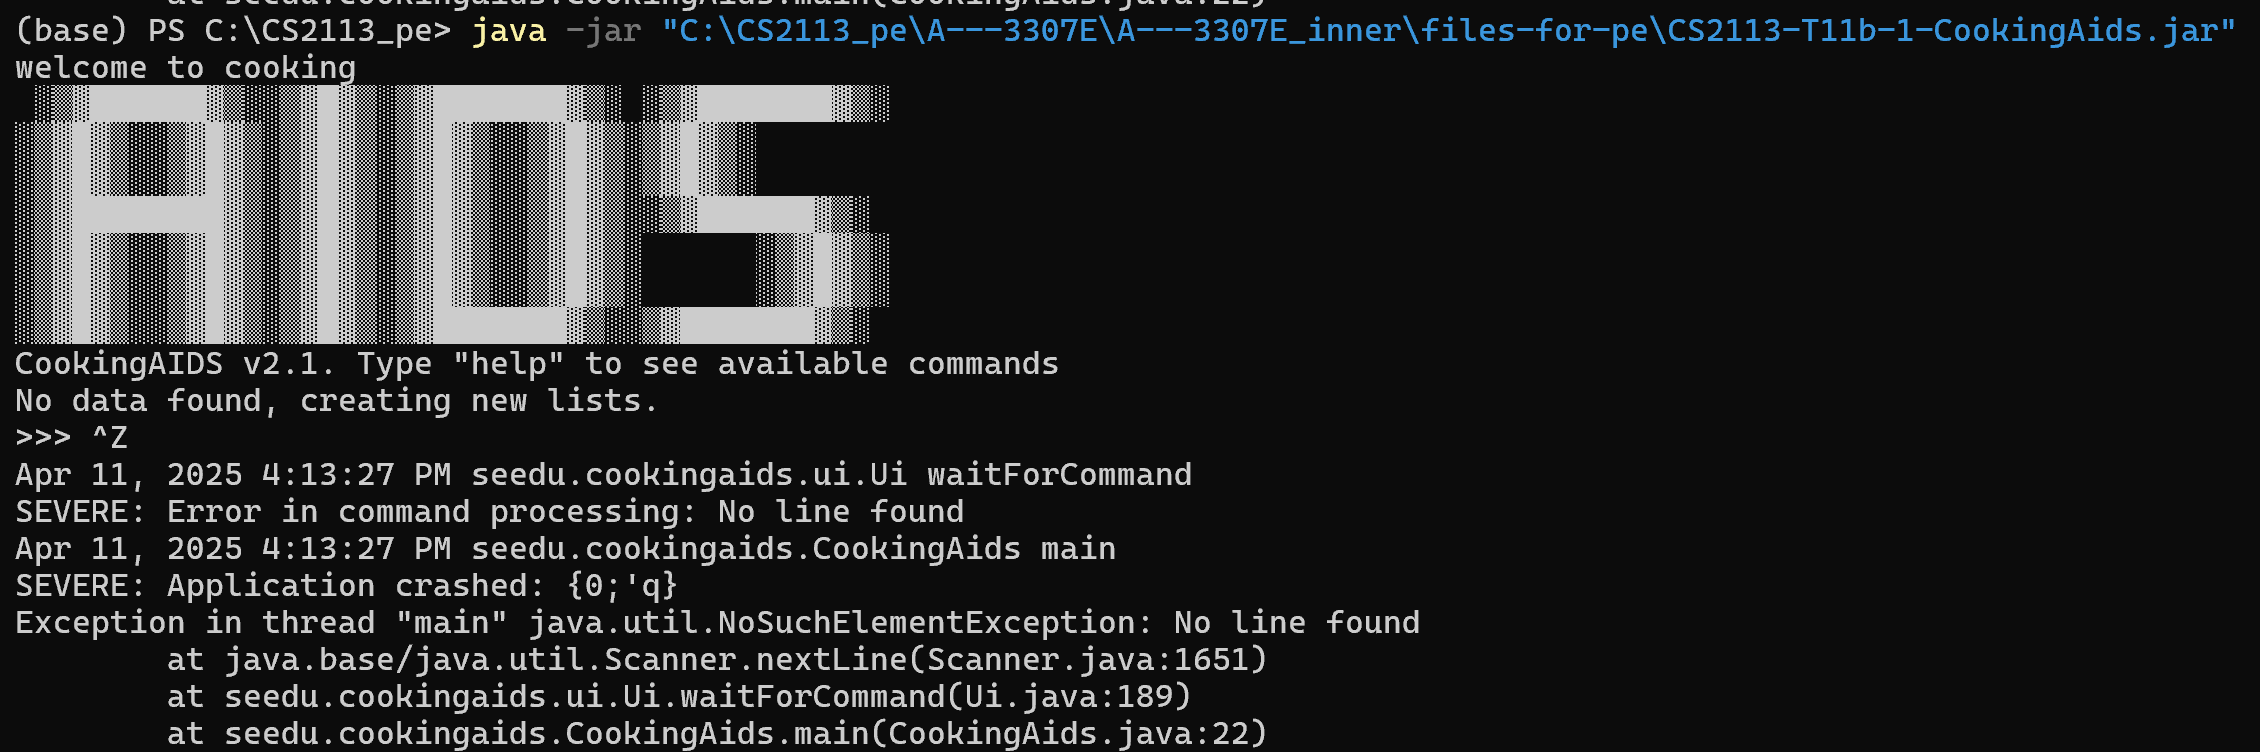 at seedu.cookingaids.CookingAids.main(CookingAids.java:22)
(base) PS C:\CS2113_pe> java -jar "C:\CS2113_pe\A---3307E\A---3307E_inner\files-for-pe\CS2113-T11b-1-CookingAids.jar"
welcome to cooking
AIDS
CookingAIDS v2.1. Type "help" to see available commands
No data found, creating new lists.
>>> ^Z
Apr 11, 2025 4:13:27 PM seedu.cookingaids.ui.Ui waitForCommand
SEVERE: Error in command processing: No line found
Apr 11, 2025 4:13:27 PM seedu.cookingaids.CookingAids main
SEVERE: Application crashed: {0;'q}
Exception in thread "main" java.util.NoSuchElementException: No line found
at java.base/java.util.Scanner.nextLine(Scanner.java:1651)
at seedu.cookingaids.ui.Ui.waitForCommand(Ui.java:189)
at seedu.cookingaids.CookingAids.main(CookingAids.java:22)